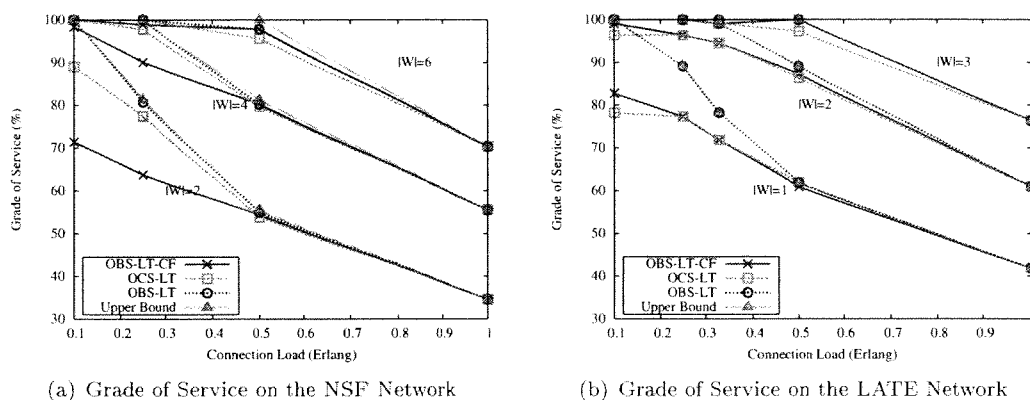 100
90
80
70
60
50
40
30
Grade of Service (%)
|W|=6
|W|=4
|W|=2
OBS-LT-CF
OCS-LT
OBS-LT
Upper Bound
0.1 0.2 0.3 0.4 0.5 0.6 0.7 0.8 0.9 1
Connection Load (Erlang)
(a) Grade of Service on the NSF Network
100
90
80
70
60
50
40
30
Grade of Service (%)
|W|=3
|W|=2
|W|=1
OBS-LT-CF
OCS-LT
OBS-LT
Upper Bound
0.1 0.2 0.3 0.4 0.5 0.6 0.7 0.8 0.9
Connection Load (Erlang)
(b) Grade of Service on the LATE Network